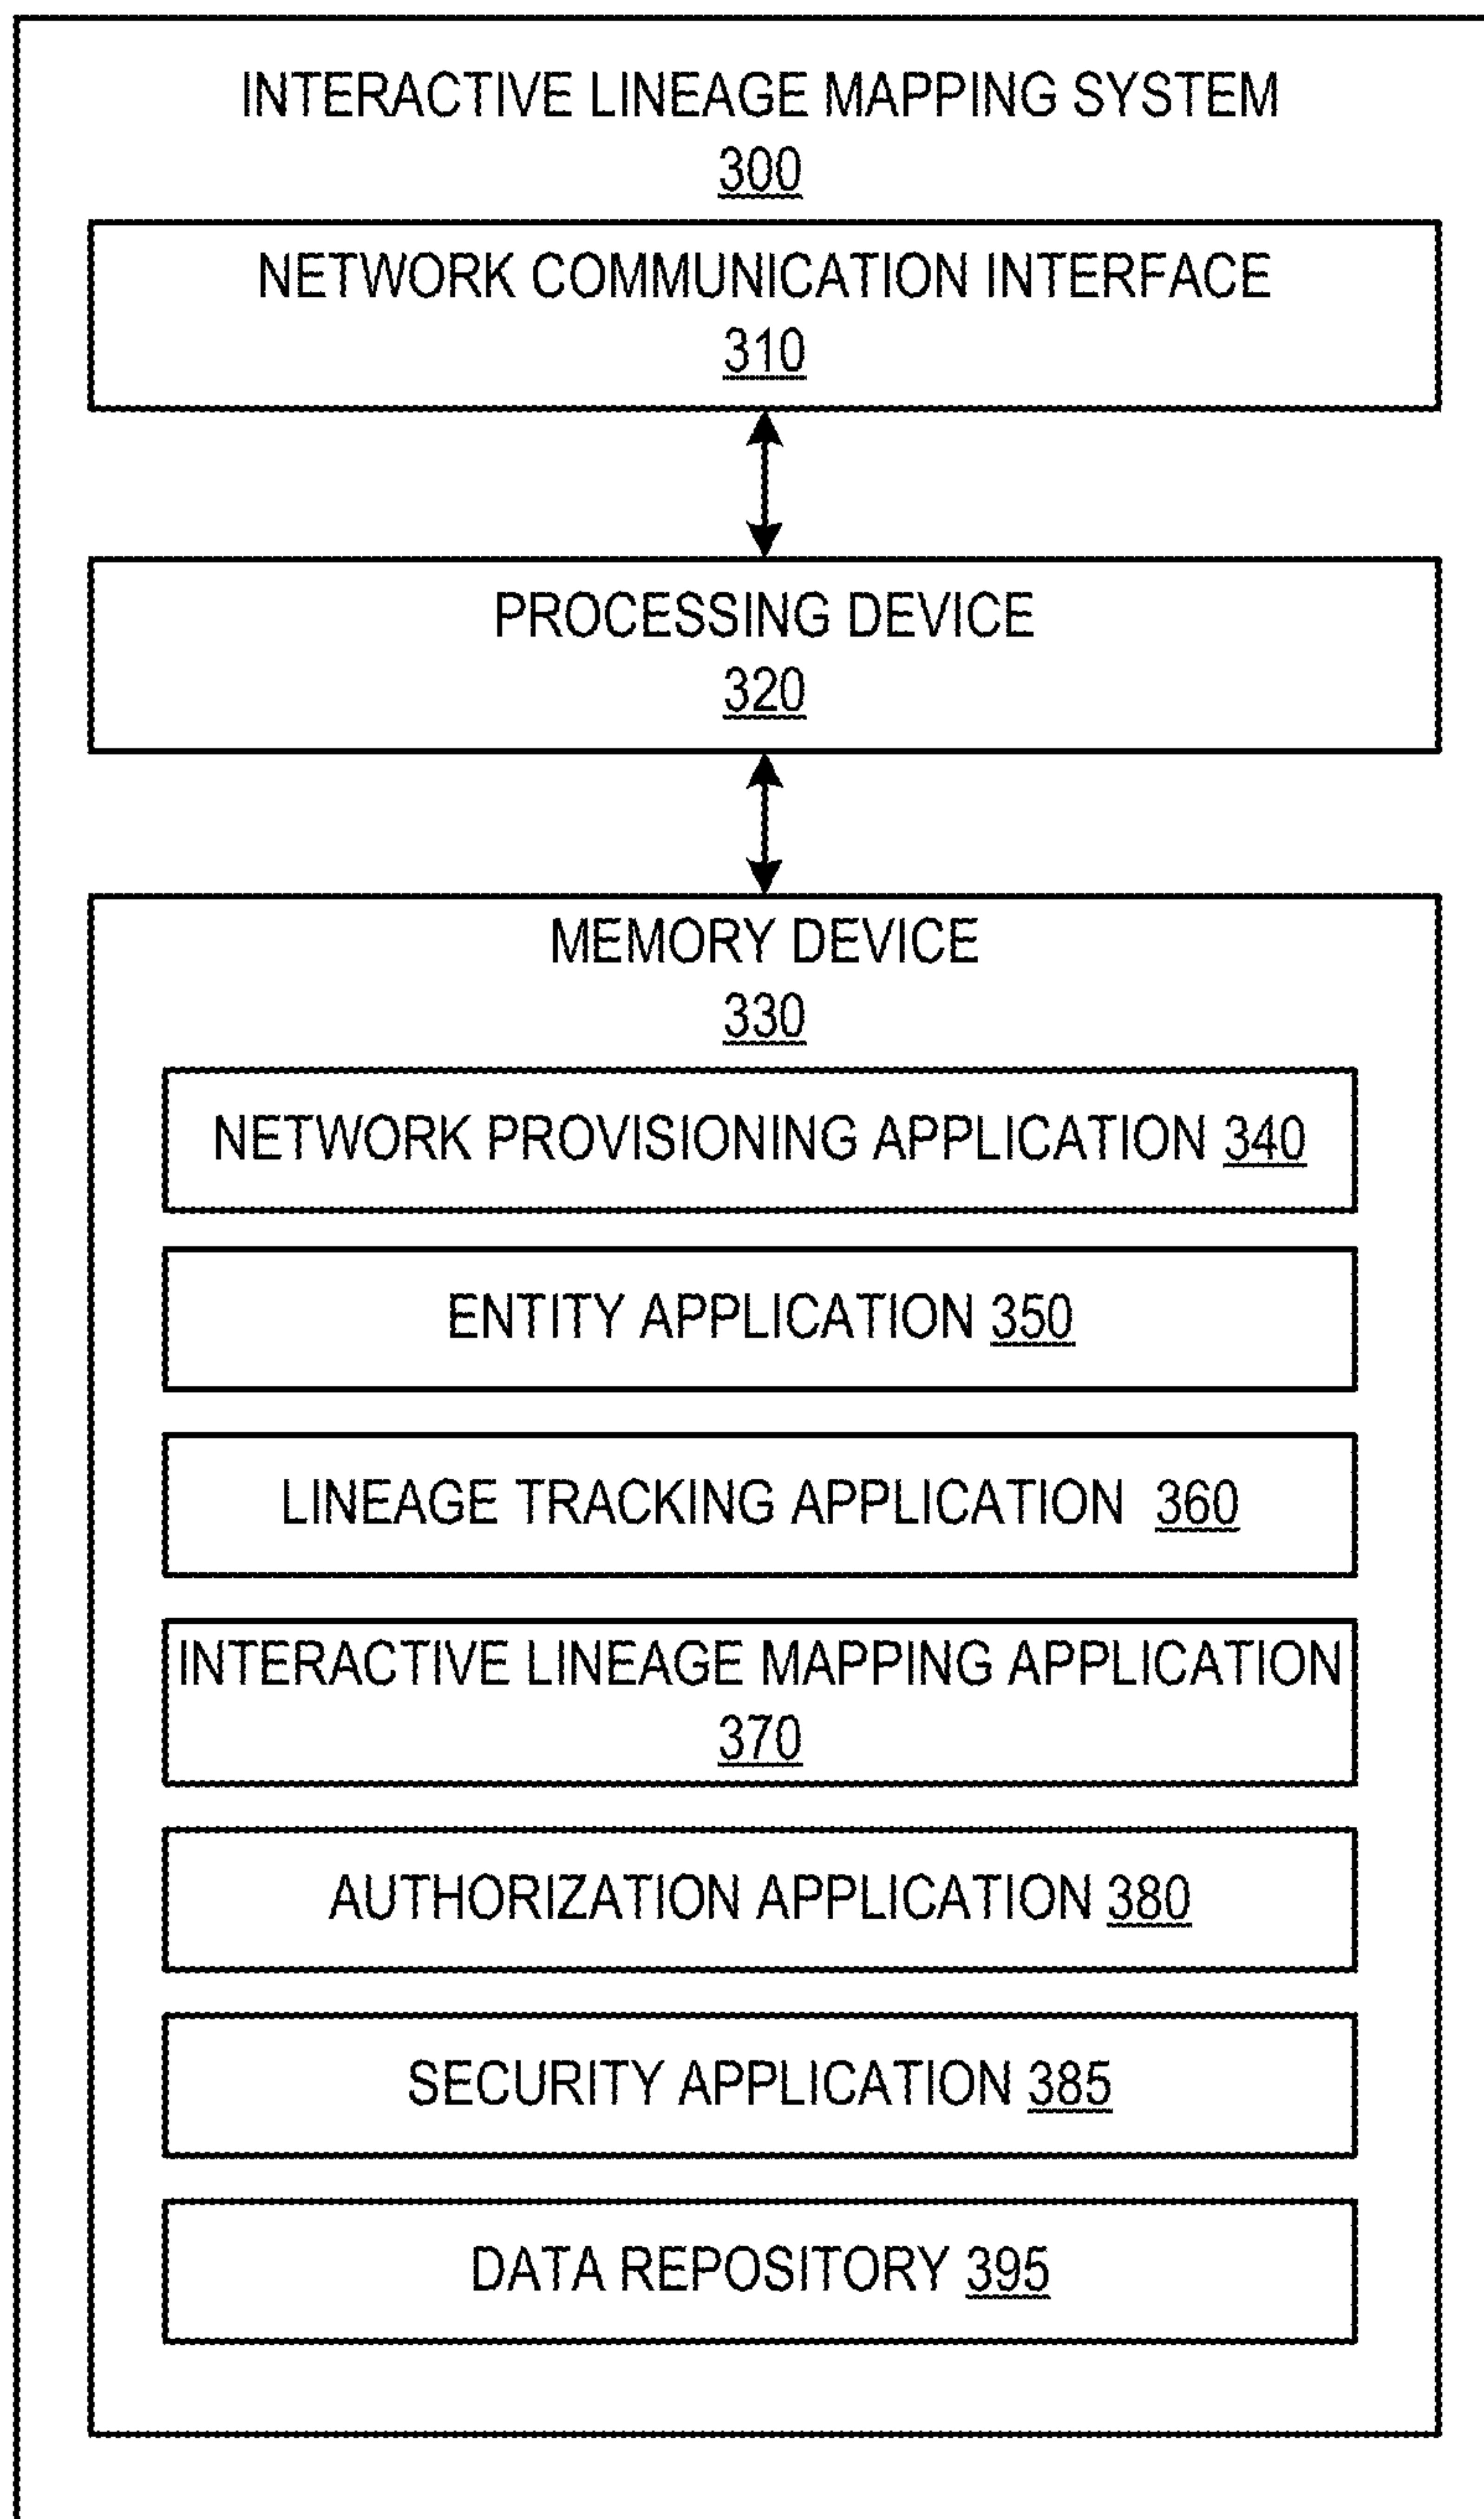 INTERACTIVE LINEAGE MAPPING SYSTEM
300
NETWORK COMMUNICATION INTERFACE
310
PROCESSING DEVICE
320
MEMORY DEVICE
330
NETWORK PROVISIONING APPLICATION 340
ENTITY APPLICATION 350
LINEAGE TRACKING APPLICATION 360
INTERACTIVE LINEAGE MAPPING APPLICATION
370
AUTHORIZATION APPLICATION 380
SECURITY APPLICATION 385
DATA REPOSITORY 395